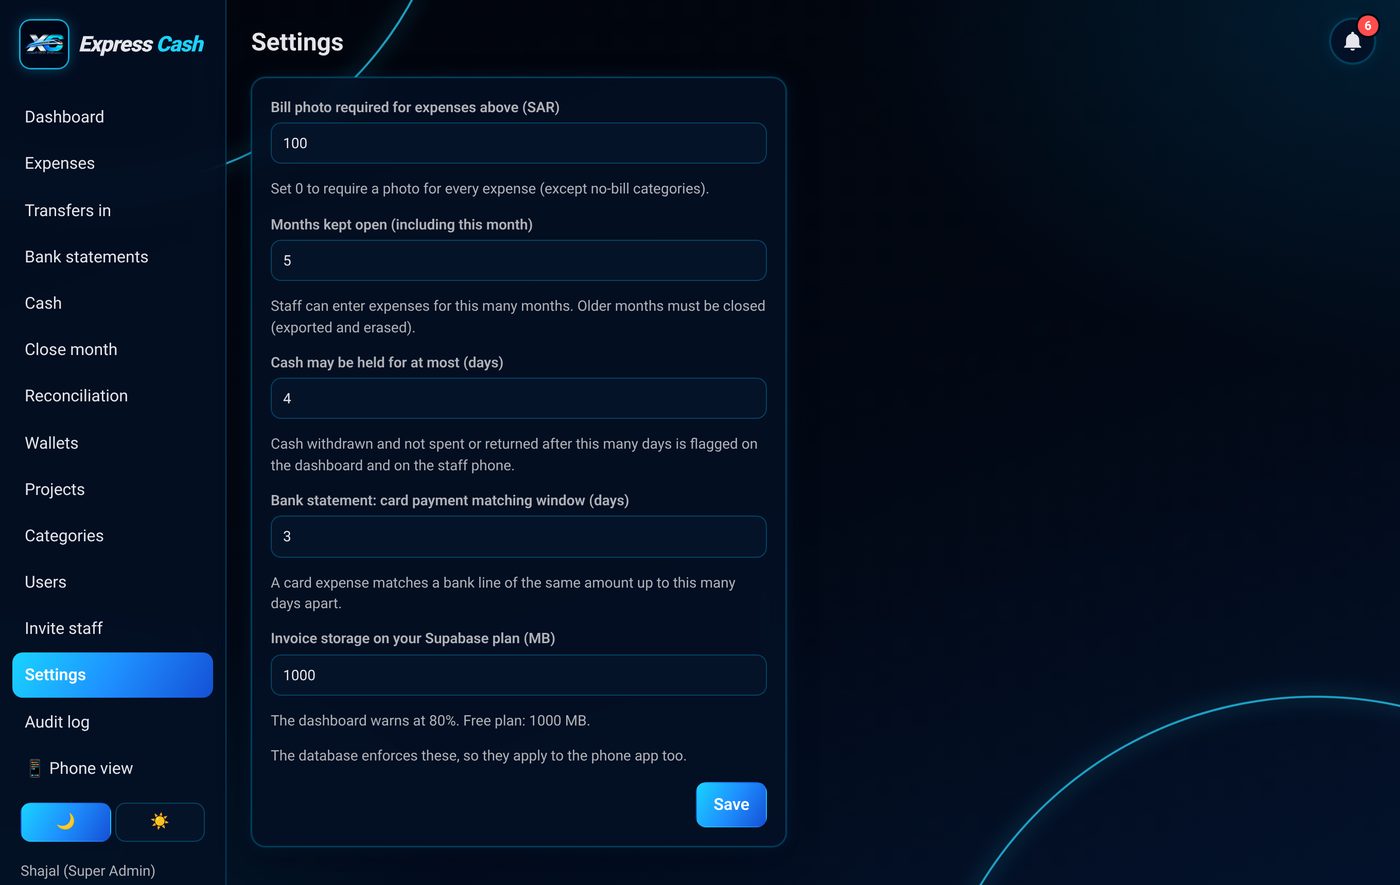 XG Express Cash
Dashboard
Expenses
Transfers in
Bank statements
Cash
Close month
Reconciliation
Wallets
Projects
Categories
Users
Invite staff
Settings
Audit log
Phone view
Shajal (Super Admin)
Settings
6
Bill photo required for expenses above (SAR)
100
Set 0 to require a photo for every expense (except no-bill categories).
Months kept open (including this month)
5
Staff can enter expenses for this many months. Older months must be closed
(exported and erased).
Cash may be held for at most (days)
4
Cash withdrawn and not spent or returned after this many days is flagged on
the dashboard and on the staff phone.
Bank statement: card payment matching window (days)
3
A card expense matches a bank line of the same amount up to this many
days apart.
Invoice storage on your Supabase plan (MB)
1000
The dashboard warns at 80%. Free plan: 1000 MB.
The database enforces these, so they apply to the phone app too.
Save